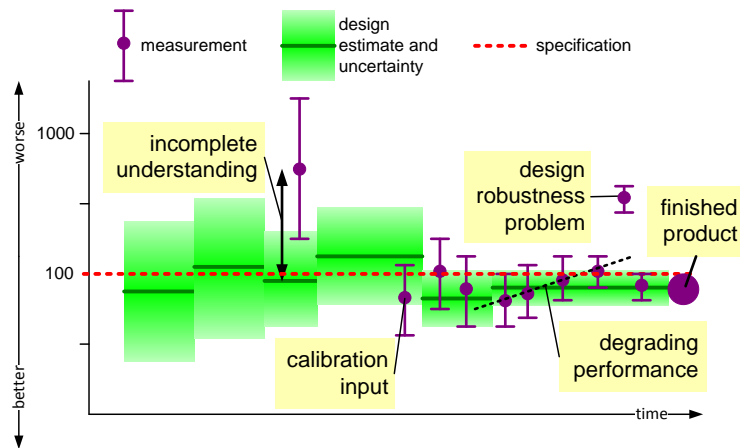 measurement
design
estimate and
uncertainty
specification
worse
1000
incomplete
understanding
design
robustness
problem
finished
product
100
calibration
input
degrading
performance
better
time